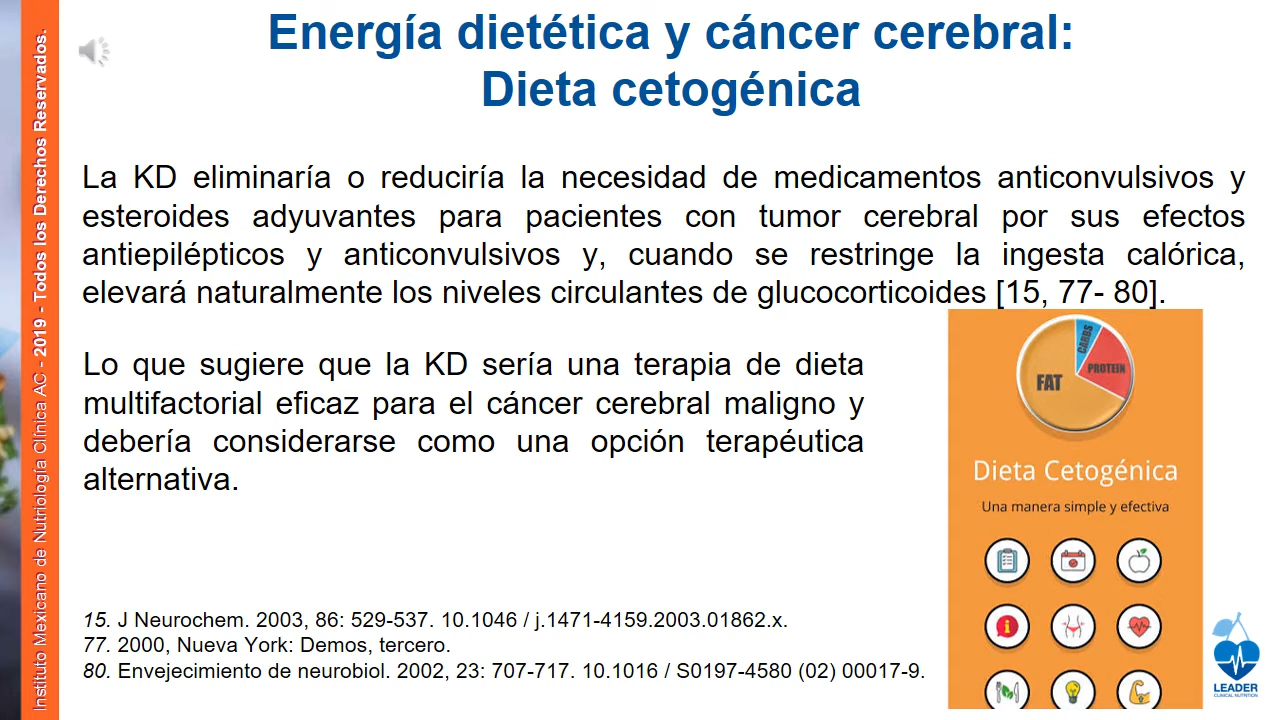 Energía dietética y cáncer cerebral:
Dieta cetogénica
La KD eliminaría o reduciría la necesidad de medicamentos anticonvulsivos y
esteroides adyuvantes para pacientes con tumor cerebral por sus efectos
antiepilépticos y anticonvulsivos y, cuando se restringe la ingesta calórica,
elevará naturalmente los niveles circulantes de glucocorticoides [15, 77- 80].
Lo que sugiere que la KD sería una terapia de dieta
multifactorial eficaz para el cáncer cerebral maligno y
debería considerarse como una opción terapéutica
alternativa.
CARBS
FAT
PROTEIN
Dieta Cetogénica
Una manera simple y efectiva
15. J Neurochem. 2003, 86: 529-537. 10.1046 / j.1471-4159.2003.01862.x.
77. 2000, Nueva York: Demos, tercero.
80. Envejecimiento de neurobiol. 2002, 23: 707-717. 10.1016 / S0197-4580 (02) 00017-9.
LEADER
CLINICAL NUTRITION
Instituto Mexicano de Nutriología Clínica AC - 2019 - Todos los Derechos Reservados.